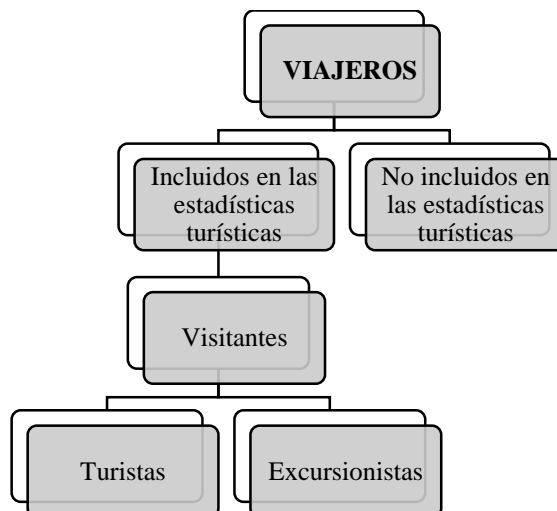 VIAJEROS
Incluidos en las
estadísticas
turísticas
No incluidos en
las estadísticas
turísticas
Visitantes
Turistas
Excursionistas